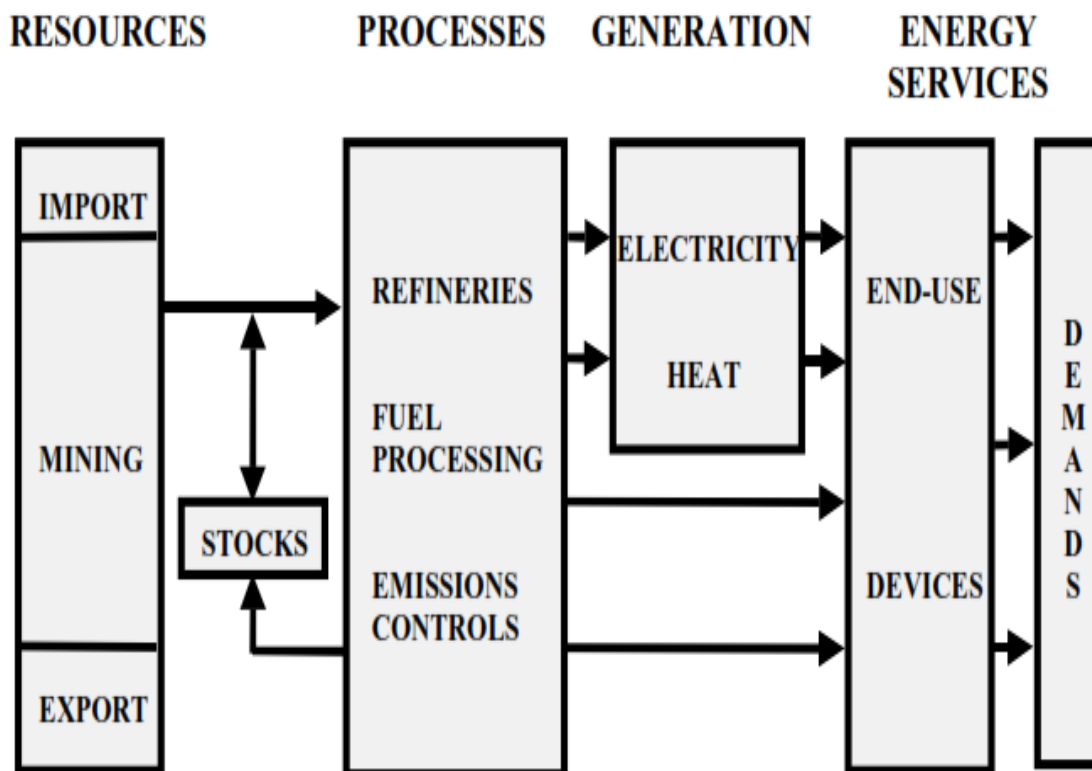 RESOURCES
PROCESSES
GENERATION
ENERGY
SERVICES
IMPORT
MINING
EXPORT
STOCKS
REFINERIES
FUEL
PROCESSING
EMISSIONS
CONTROLS
ELECTRICITY
HEAT
END-USE
DEVICES
D
E
M
A
N
D
S